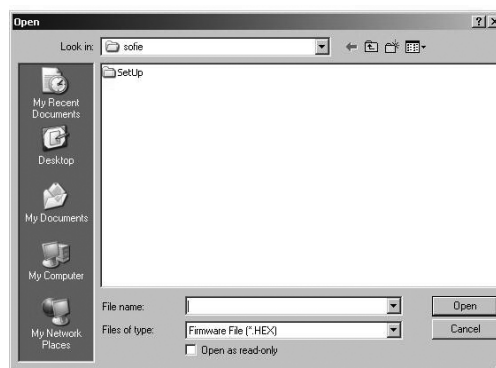 Open
Look in:
sofie
SetUp
My Recent
Documents
Desktop
My Documents
My Computer
My Network
Places
File name:
Open
Files of type:
Firmware File (*.HEX)
Cancel
Open as read-only